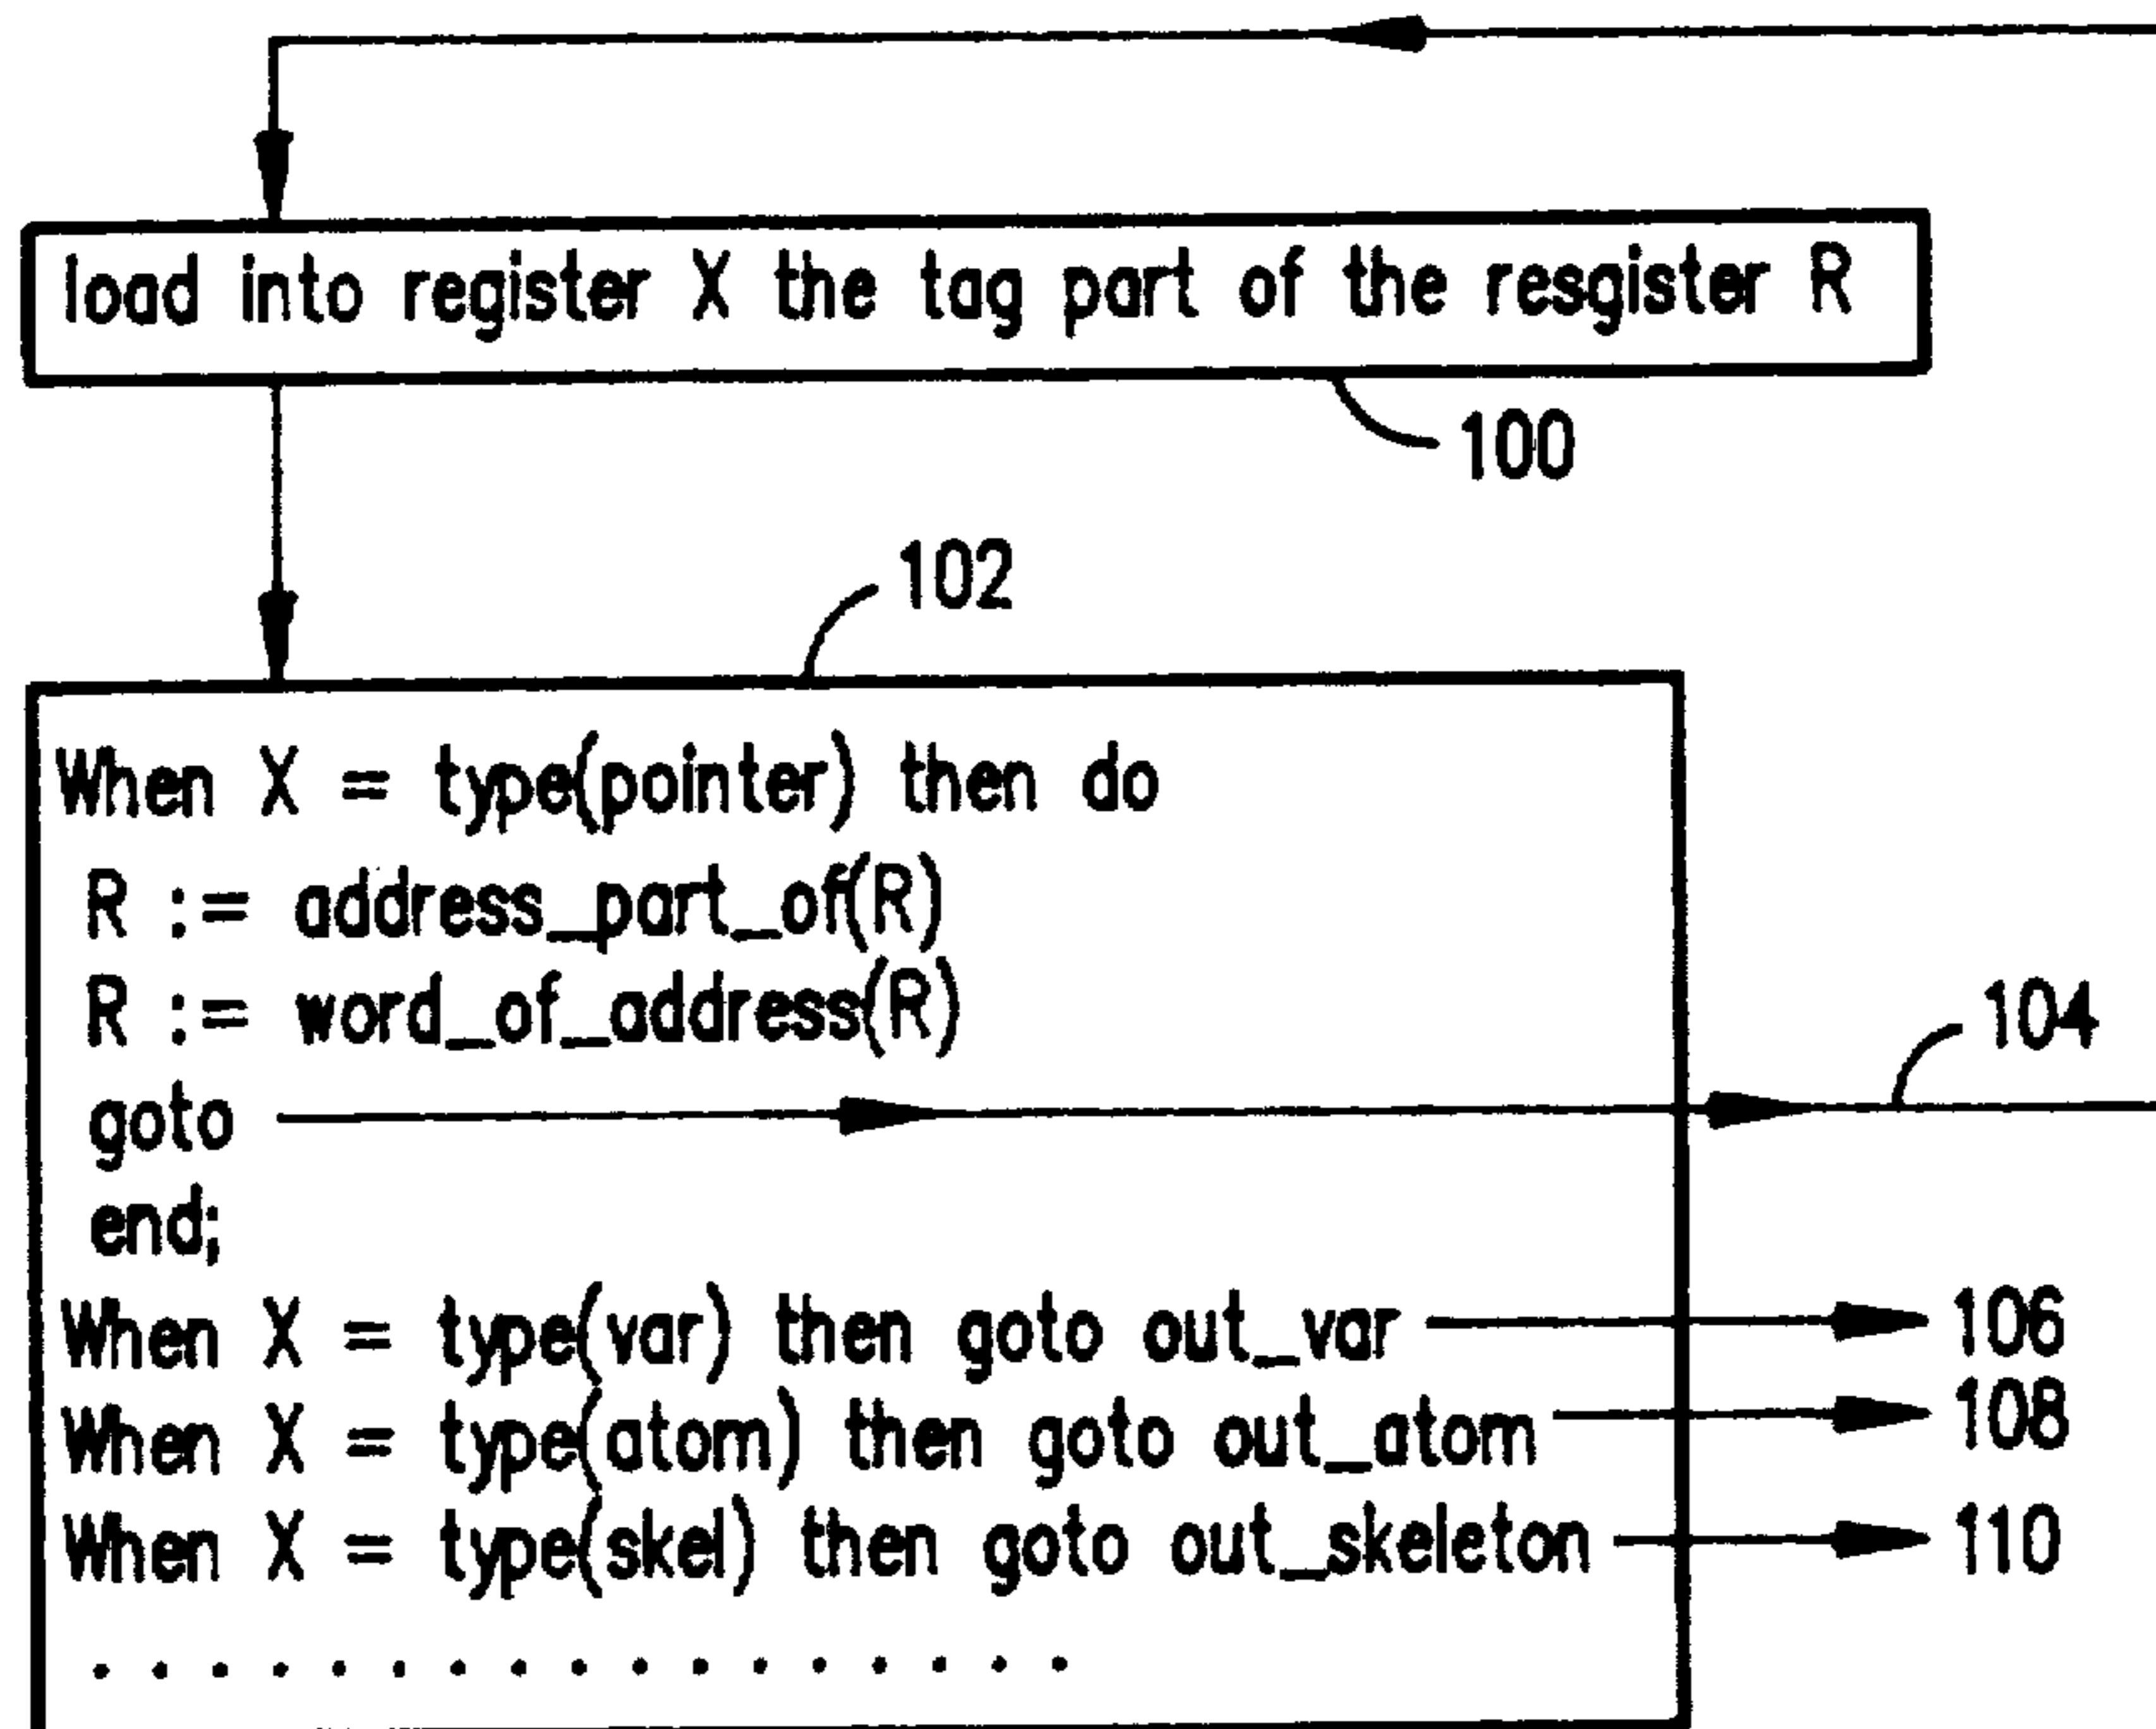 load into register X the tag part of the resgister R
100
102
When X = type(pointer) then do
R := address_part_of(R)
R := word_of_address(R)
104
goto
end;
When X = type(var) then goto out_var 106
When X = type(atom) then goto out_atom 108
When X = type(skel) then goto out_skeleton 110
. . . . . . . . . . . . . . . . .